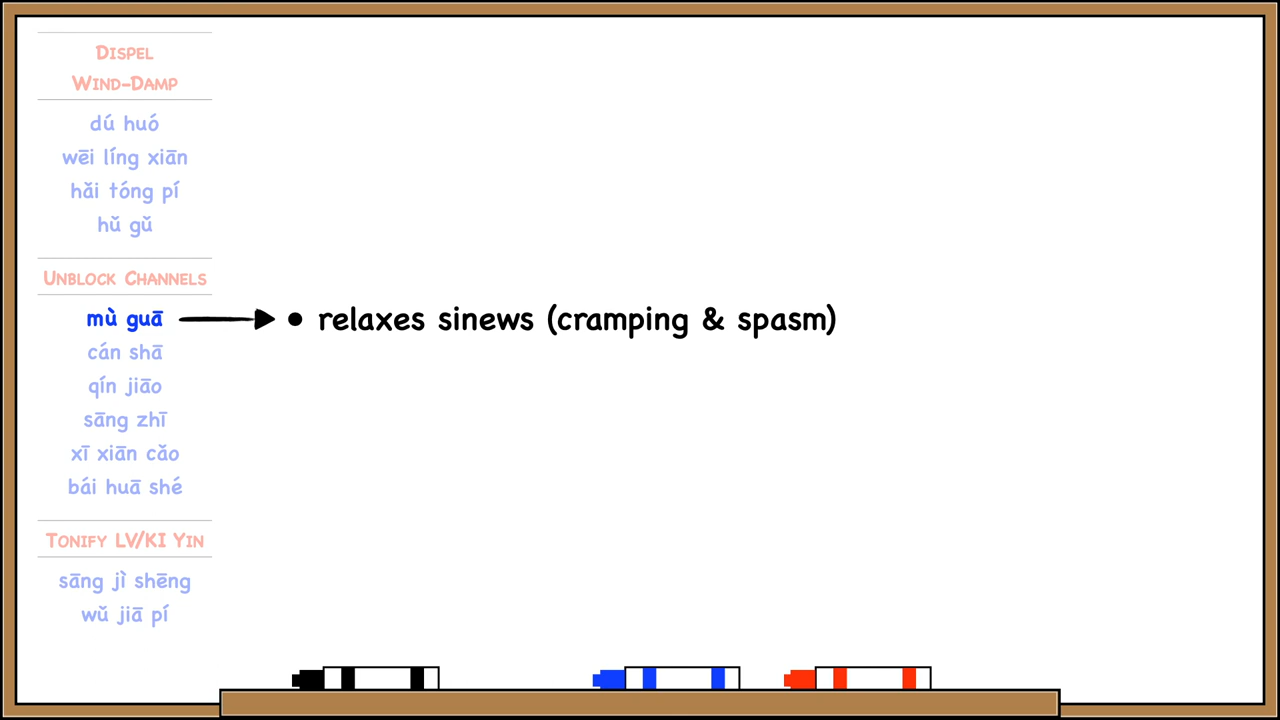 Dispel
Wind-Damp
dú huó
wēi líng xiān
hǎi tóng pí
hǔ gǔ
Unblock Channels
mù guā
• relaxes sinews (cramping & spasm)
cán shā
qín jiāo
sāng zhī
xī xiān cǎo
bái huā shé
Tonify LV/KI Yin
sāng jì shēng
wǔ jiā pí